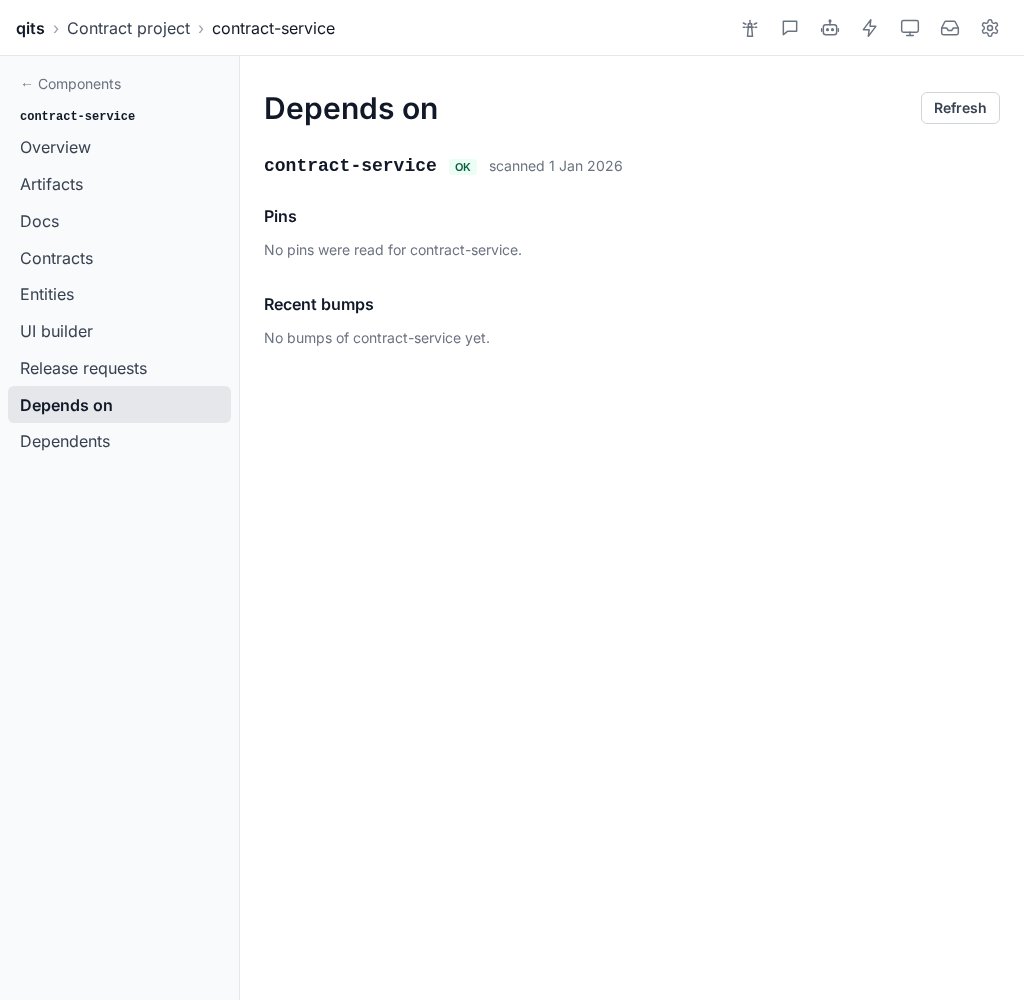 qits › Contract project › contract-service
← Components
contract-service
Overview
Artifacts
Docs
Contracts
Entities
UI builder
Release requests
Depends on
Dependents
Depends on
Refresh
contract-service OK scanned 1 Jan 2026
Pins
No pins were read for contract-service.
Recent bumps
No bumps of contract-service yet.